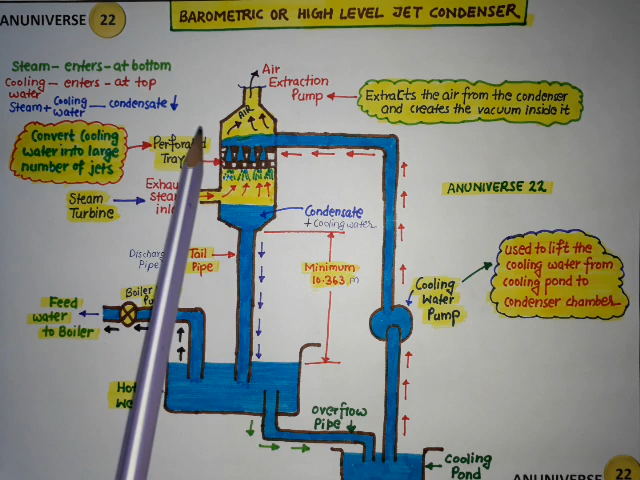 ANUNIVERSE 22
BAROMETRIC OR HIGH LEVEL JET CONDENSER
Steam - enters - at bottom
Cooling - enters - at top
water
Steam + Cooling water — condensate ↓
Air
Extraction
Pump
Extracts the air from the condenser
and creates the vacuum inside it
AIR
Convert Cooling
water into large
number of jets
Perforated
Tray
Steam
Turbine
Steam
ANUNIVERSE 22
Condensate
+ Cooling water
Discharge
Pipe
Tail
Pipe
Minimum
10.363 m
used to lift the
cooling water from
cooling pond to
condenser chamber
Cooling
Water
Pump
Boiler
Feed
water
to Boiler
overflow
Pipe
Cooling
Pond
ANUNIVERSE 22